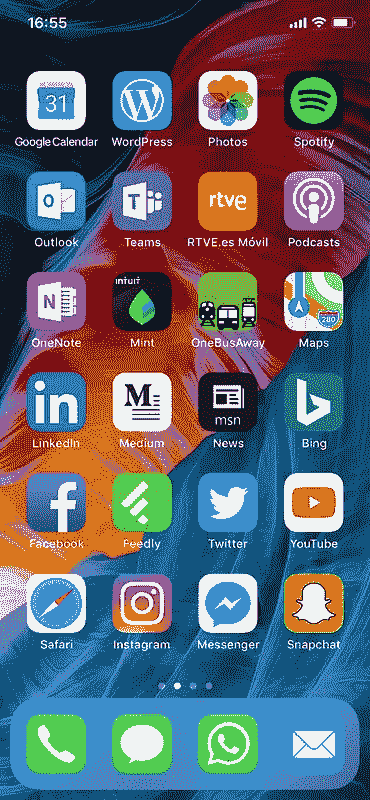 16:55
31
Google Calendar WordPress Photos Spotify
O T rtve
Outlook Teams RTVE.es Móvil Podcasts
N intuit 280
OneNote Mint OneBusAway Maps
in M msn
LinkedIn Medium News Bing
f
Facebook Feedly Twitter YouTube
Safari Instagram Messenger Snapchat